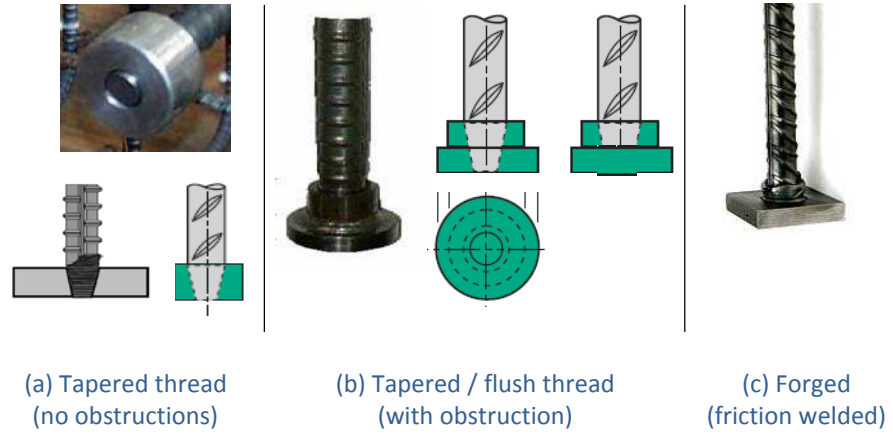 (a) Tapered thread
(no obstructions)
(b) Tapered / flush thread
(with obstruction)
(c) Forged
(friction welded)